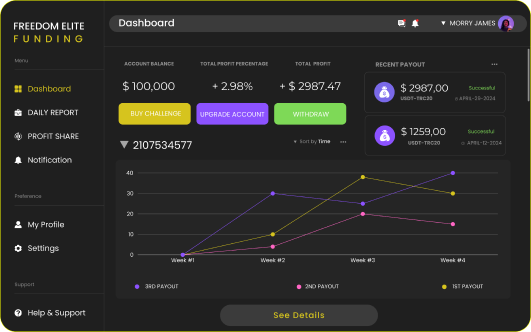 FREEDOM ELITE
FUNDING
Menu
Dashboard
DAILY REPORT
PROFIT SHARE
Notification
Preference
My Profile
Settings
Support
Help & Support
Dashboard
MORRY JAMES
ACCOUNT BALANCE
TOTAL PROFIT PERCENTAGE
TOTAL PROFIT
$ 100,000
+ 2.98%
+ $ 2987.47
BUY CHALLENGE
UPGRADE ACCOUNT
WITHDRAW
RECENT PAYOUT
$ 2987,00
Successful
USDT-TRC20
APRIL-29-2024
$ 1259,00
Successful
USDT-TRC20
APRIL-12-2024
2107534577
Sort by Time
40
30
20
10
0
Week #1
Week #2
Week #3
Week #4
3RD PAYOUT
2ND PAYOUT
1ST PAYOUT
See Details